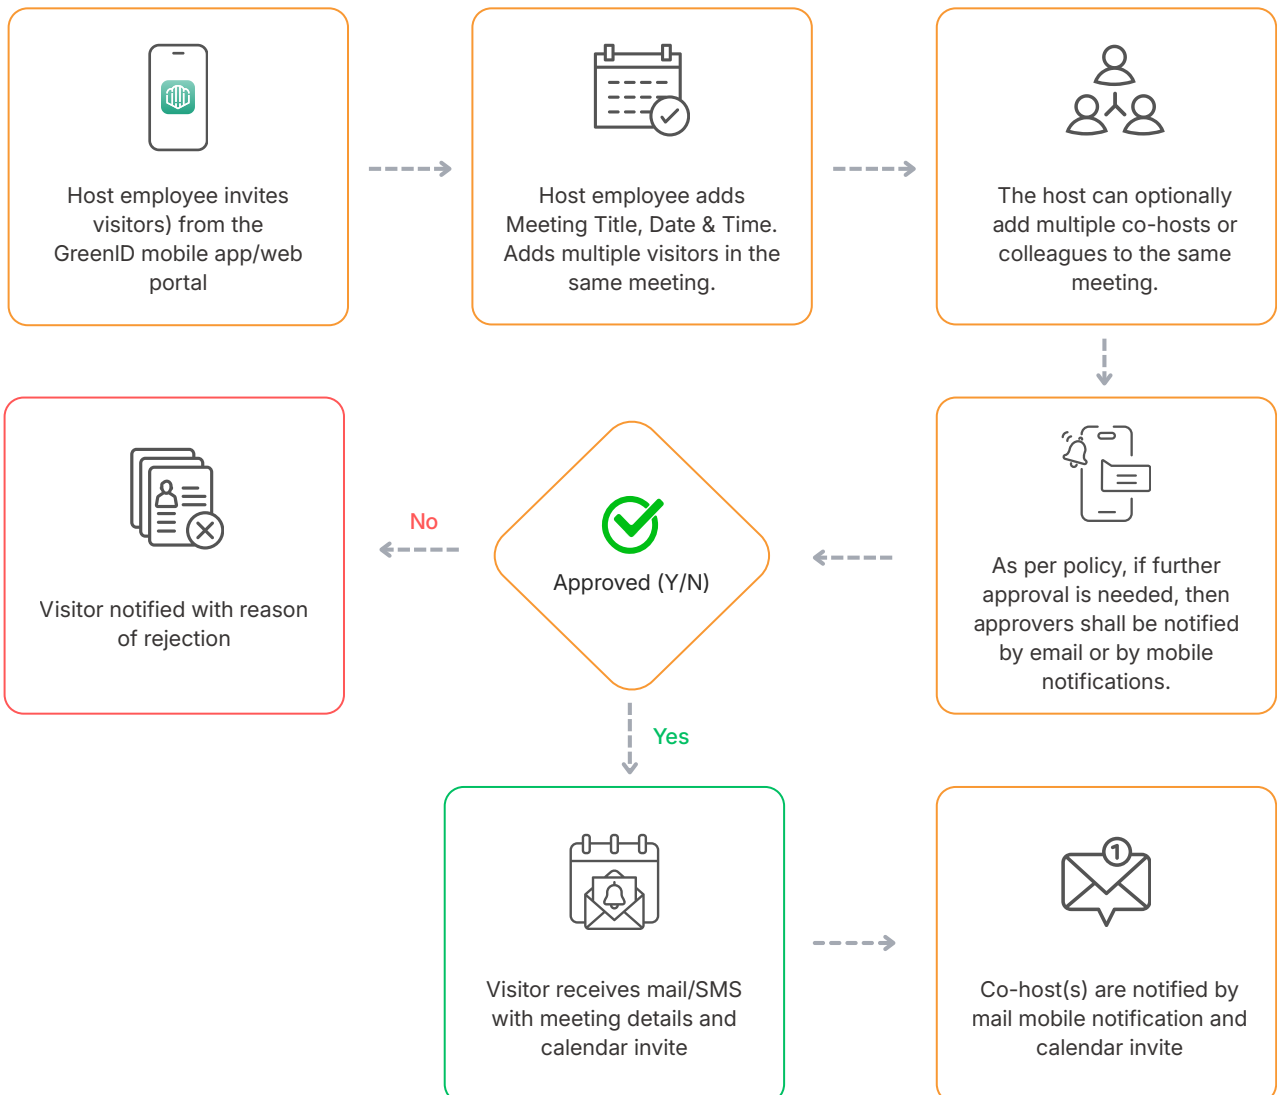 Host employee invites
visitors) from the
GreenID mobile app/web
portal
Host employee adds
Meeting Title, Date & Time.
Adds multiple visitors in the
same meeting.
The host can optionally
add multiple co-hosts or
colleagues to the same
meeting.
As per policy, if further
approval is needed, then
approvers shall be notified
by email or by mobile
notifications.
Approved (Y/N)
No
Visitor notified with reason
of rejection
Yes
Visitor receives mail/SMS
with meeting details and
calendar invite
1
Co-host(s) are notified by
mail mobile notification and
calendar invite